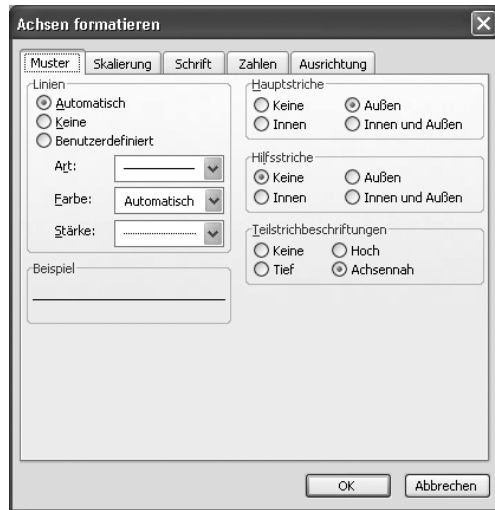 Achsen formatieren
Muster Skalierung Schrift Zahlen Ausrichtung
Linien
Automatisch
Keine
Benutzerdefiniert
Art:
Farbe: Automatisch
Stärke:
Beispiel
Hauptstriche
Keine Außen
Innen Innen und Außen
Hilfsstriche
Keine Außen
Innen Innen und Außen
Teilstrichbeschriftungen
Keine Hoch
Tief Achsennah
OK Abbrechen